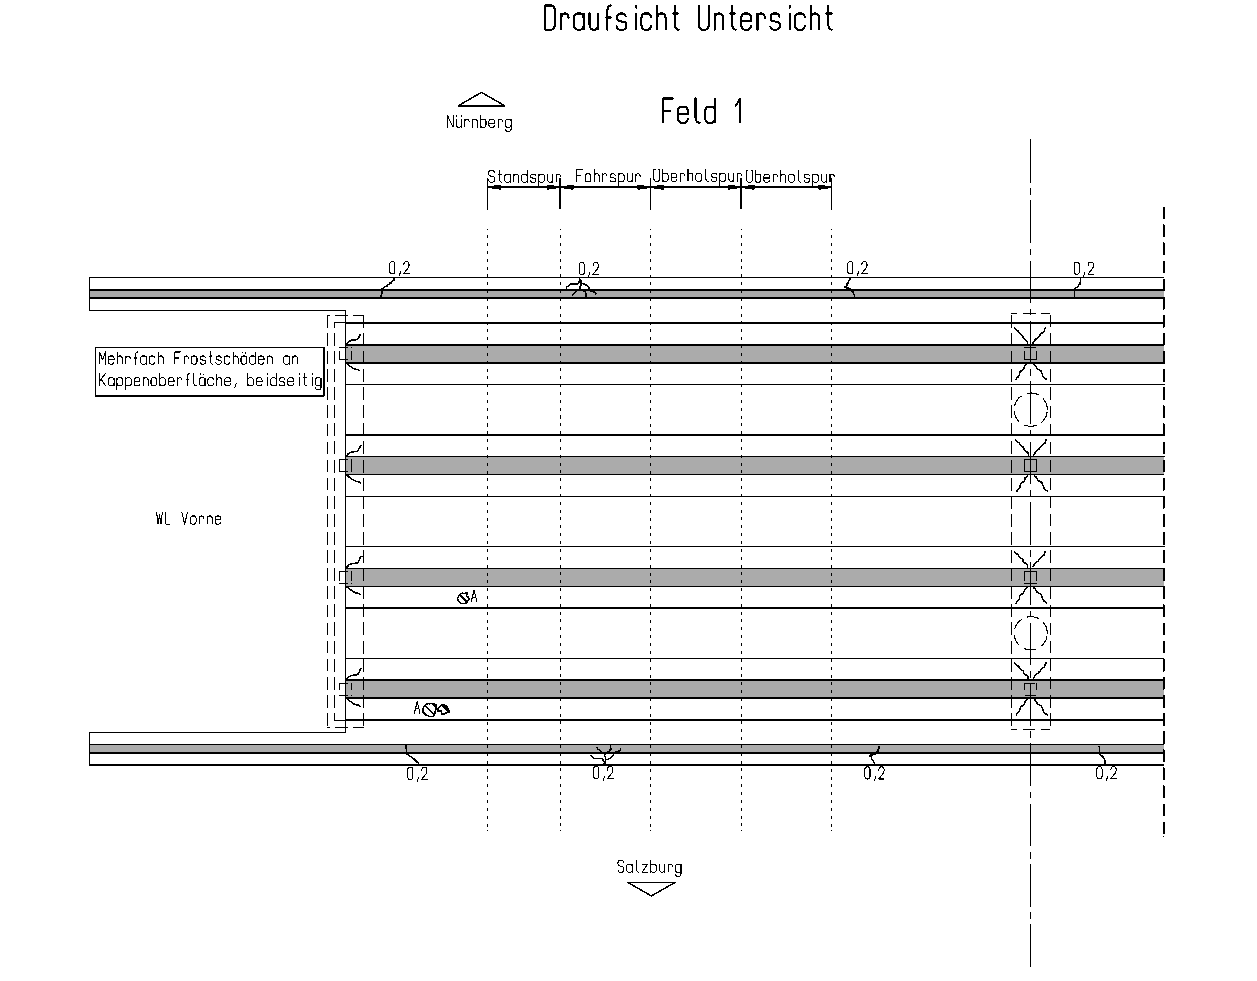 Draufsicht Untersicht
Feld 1
Nürnberg
Standspur Fahrspur Überholspur Überholspur
0,2 0,2 0,2 0,2
Mehrfach Frostschäden an
Kappenoberfläche, beidseitig
WL Vorne
A
A
0,2 0,2 0,2 0,2
Salzburg